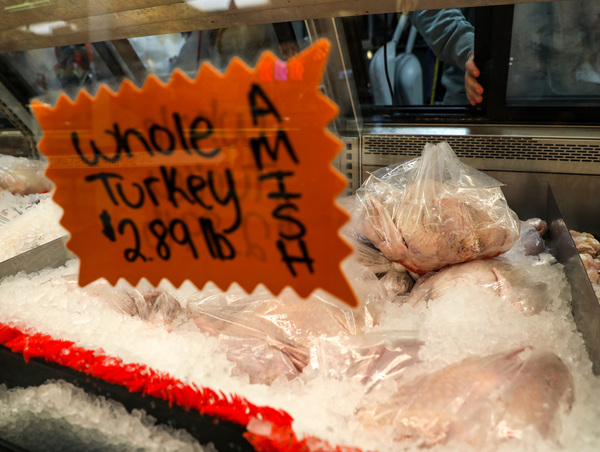 whole
Turkey
$2.89 lb
AMISH